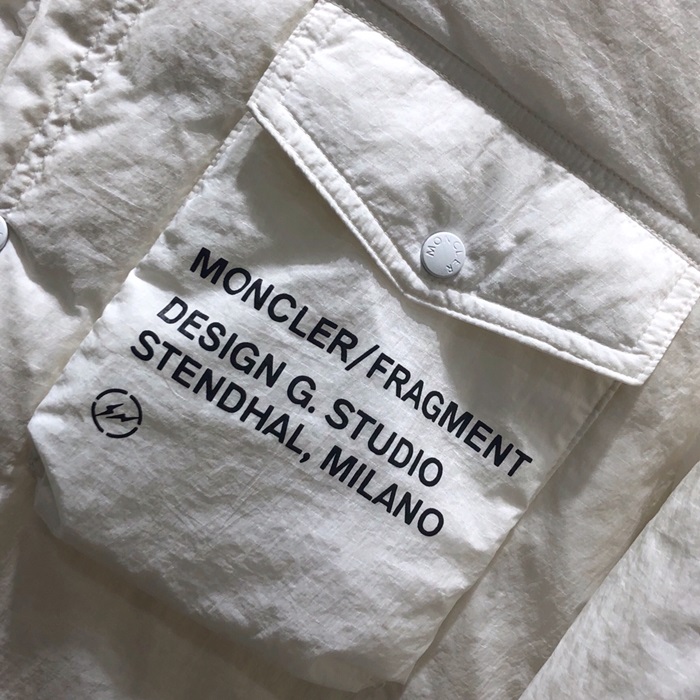 MONCLER
MONCLER/FRAGMENT
DESIGN G. STUDIO
STENDHAL, MILANO